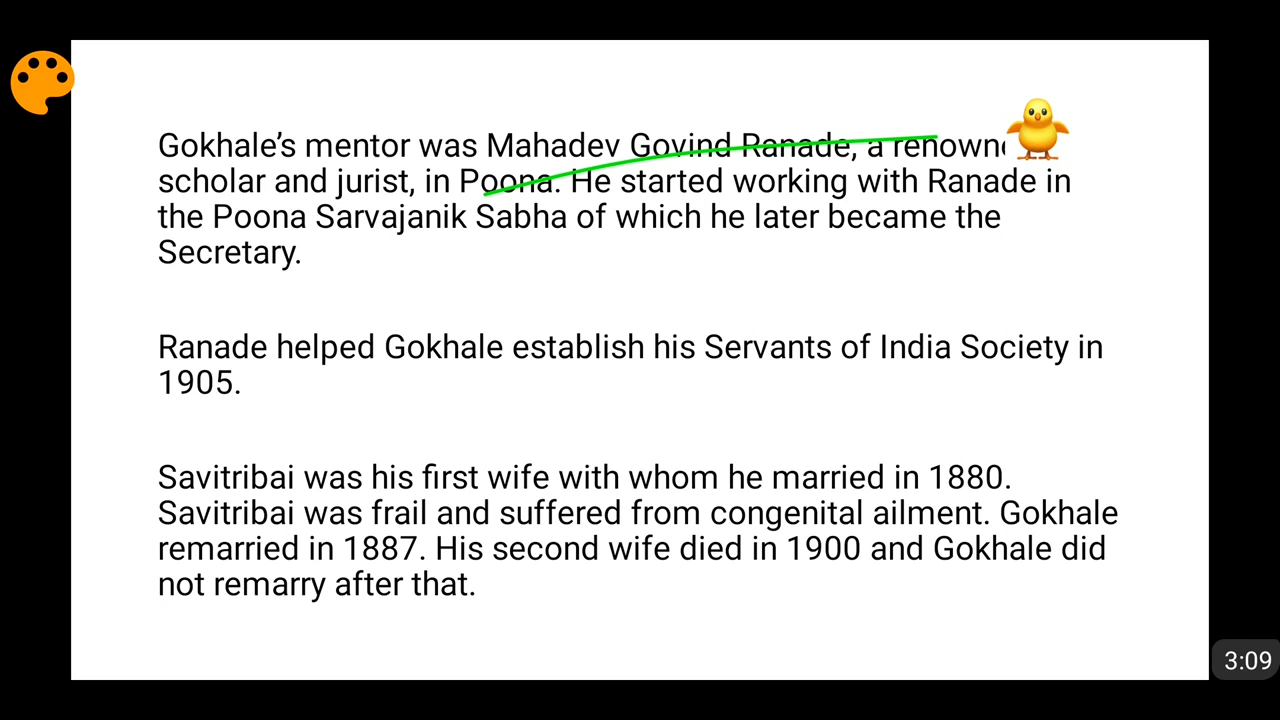 Gokhale’s mentor was Mahadev Govind Ranade, a
scholar and jurist, in Poona. He started working with Ranade in
the Poona Sarvajanik Sabha of which he later became the
Secretary.
Ranade helped Gokhale establish his Servants of India Society in
1905.
Savitribai was his first wife with whom he married in 1880.
Savitribai was frail and suffered from congenital ailment. Gokhale
remarried in 1887. His second wife died in 1900 and Gokhale did
not remarry after that.
3:09